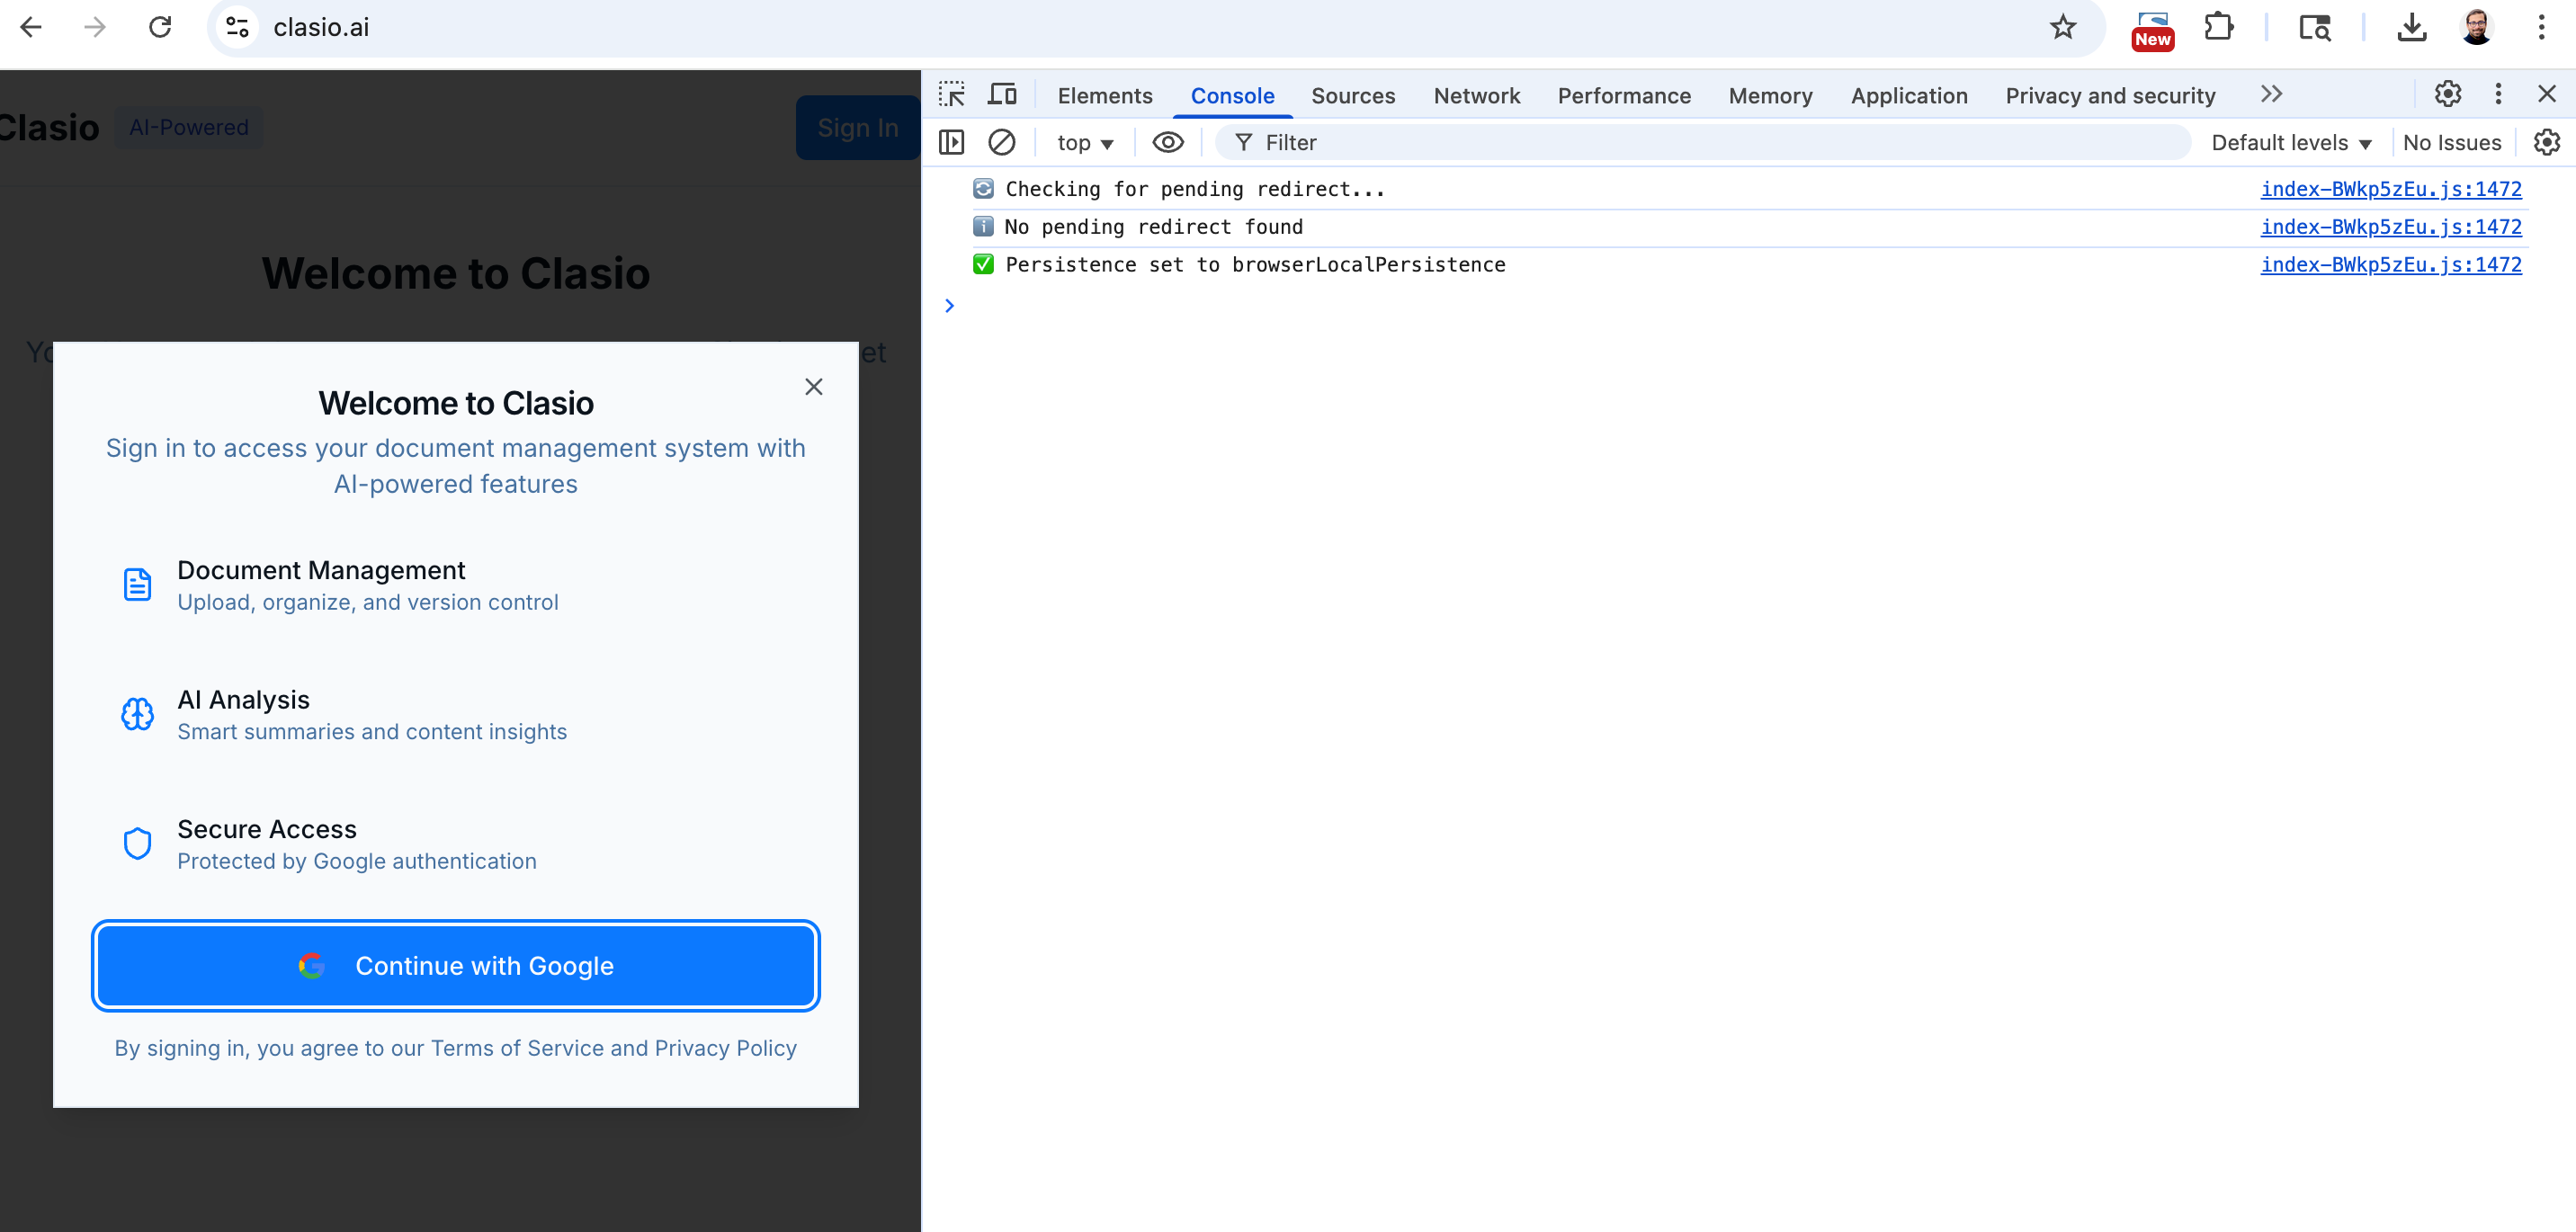 clasio.ai
New
Clasio AI-Powered
Sign In
Welcome to Clasio
Welcome to Clasio
Sign in to access your document management system with
AI-powered features
Document Management
Upload, organize, and version control
AI Analysis
Smart summaries and content insights
Secure Access
Protected by Google authentication
Continue with Google
By signing in, you agree to our Terms of Service and Privacy Policy
Elements Console Sources Network Performance Memory Application Privacy and security
top Filter Default levels No Issues
Checking for pending redirect... index-BWkp5zEu.js:1472
No pending redirect found index-BWkp5zEu.js:1472
Persistence set to browserLocalPersistence index-BWkp5zEu.js:1472